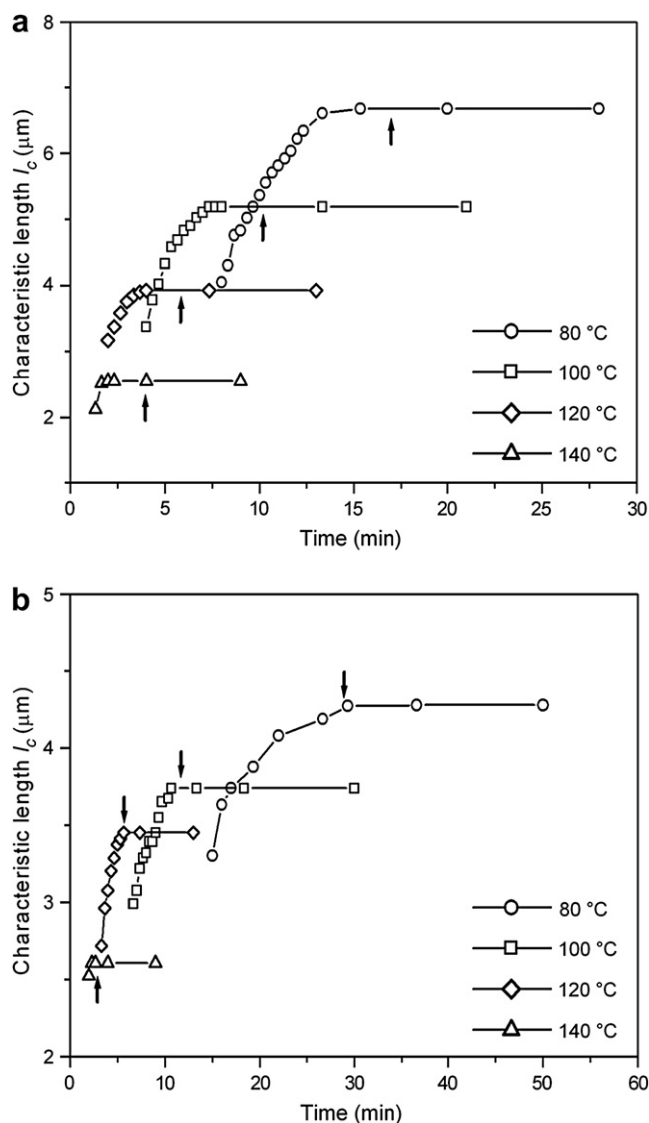 a
8
6
4
2
Characteristic length l_c (μm)
80 °C
100 °C
120 °C
140 °C
0 5 10 15 20 25 30
Time (min)
b
5
4
3
2
Characteristic length l_c (μm)
80 °C
100 °C
120 °C
140 °C
0 10 20 30 40 50 60
Time (min)